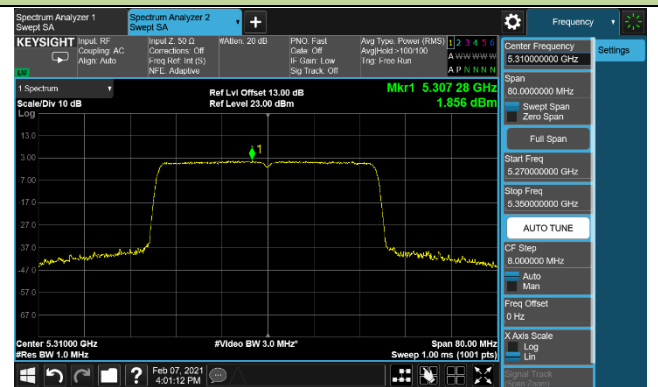 Spectrum Analyzer 1
Swept SA
Spectrum Analyzer 2
Swept SA
Frequency
KEYSIGHT
Input: RF
Coupling: AC
Align: Auto
Input Z: 50 Ω
Corrections: Off
Freq Ref: Int (S)
NFE: Adaptive
#Atten: 20 dB
PNO: Fast
Gate: Off
IF Gain: Low
Sig Track: Off
Avg Type: Power (RMS)
Avg|Hold:>100/100
Trig: Free Run
1 2 3 4 5 6
A W W W W W
A P N N N N
LXI
1 Spectrum
Scale/Div 10 dB
Log
Ref Lvl Offset 13.00 dB
Ref Level 23.00 dBm
Mkr1 5.307 28 GHz
1.856 dBm
1
13.0
3.00
-7.00
-17.0
-27.0
-37.0
-47.0
-57.0
-67.0
Center 5.31000 GHz
#Res BW 1.0 MHz
#Video BW 3.0 MHz*
Span 80.00 MHz
Sweep 1.00 ms (1001 pts)
Feb 07, 2021
4:01:12 PM
Center Frequency
5.310000000 GHz
Span
80.0000000 MHz
Swept Span
Zero Span
Full Span
Start Freq
5.270000000 GHz
Stop Freq
5.350000000 GHz
AUTO TUNE
CF Step
8.000000 MHz
Auto
Man
Freq Offset
0 Hz
X Axis Scale
Log
Lin
Signal Track
(Span Zoom)
Settings